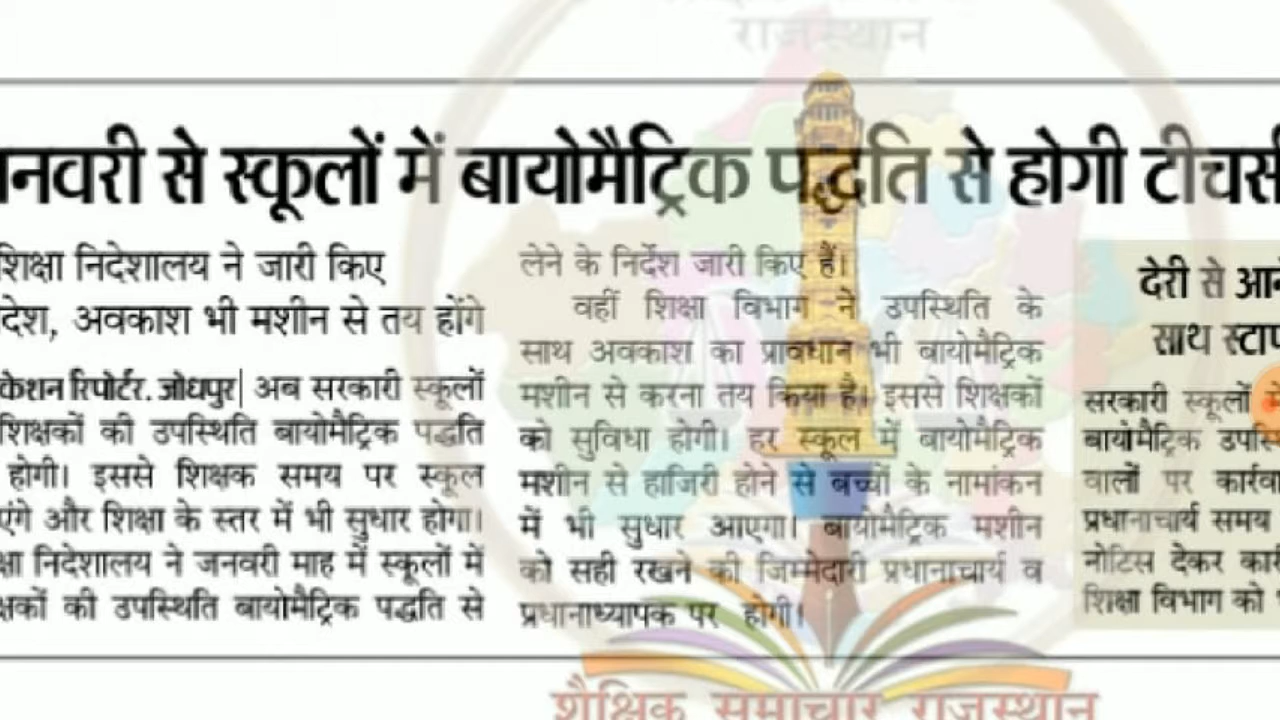 राजस्थान
जनवरी से स्कूलों में बायोमैट्रिक पद्धति से होगी टीचर्स
शिक्षा निदेशालय ने जारी किए
देश, अवकाश भी मशीन से तय होंगे
केशन रिपोर्टर. जोधपुर| अब सरकारी स्कूलों
शिक्षकों की उपस्थिति बायोमैट्रिक पद्धति
होगी। इससे शिक्षक समय पर स्कूल
एंगे और शिक्षा के स्तर में भी सुधार होगा।
क्षा निदेशालय ने जनवरी माह में स्कूलों में
क्षकों की उपस्थिति बायोमैट्रिक पद्धति से
लेने के निर्देश जारी किए हैं।
वहीं शिक्षा विभाग ने उपस्थिति के
साथ अवकाश का प्रावधान भी बायोमैट्रिक
मशीन से करना तय किया है। इससे शिक्षकों
को सुविधा होगी। हर स्कूल में बायोमैट्रिक
मशीन से हाजिरी होने से बच्चों के नामांकन
में भी सुधार आएगा। बायोमैट्रिक मशीन
को सही रखने की जिम्मेदारी प्रधानाचार्य व
प्रधानाध्यापक पर होगी।
देरी से आने
साथ स्टाफ
सरकारी स्कूलों में
बायोमैट्रिक उपस्
वालों पर कार्रवा
प्रधानाचार्य समय
नोटिस देकर कार
शिक्षा विभाग को
शैक्षिक समाचार राजस्थान